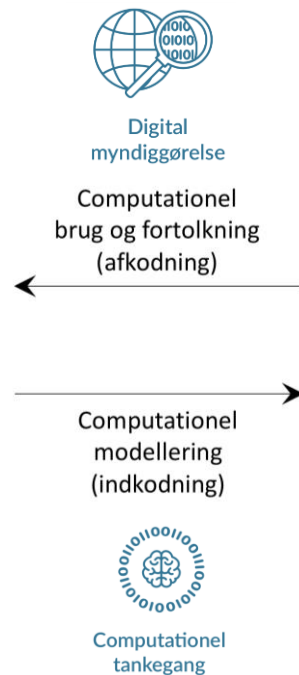 Digital
myndiggørelse
Computationel
brug og fortolkning
(afkodning)
Computationel
modellering
(indkodning)
Computationel
tankegang